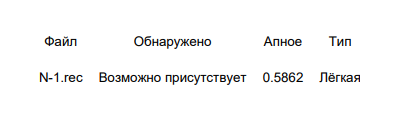 Файл Обнаружено Апное Тип
N-1.rec Возможно присутствует 0.5862 Лёгкая